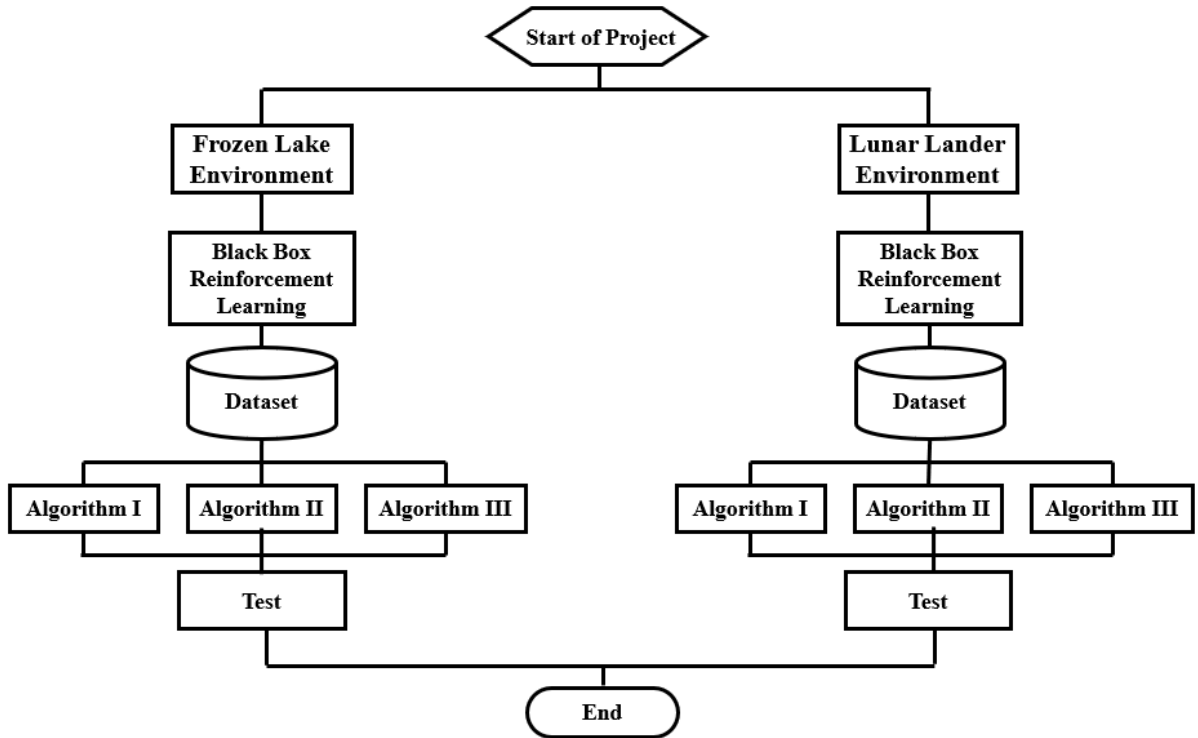 Start of Project
Frozen Lake
Environment
Lunar Lander
Environment
Black Box
Reinforcement
Learning
Black Box
Reinforcement
Learning
Dataset
Dataset
Algorithm I
Algorithm II
Algorithm III
Algorithm I
Algorithm II
Algorithm III
Test
Test
End